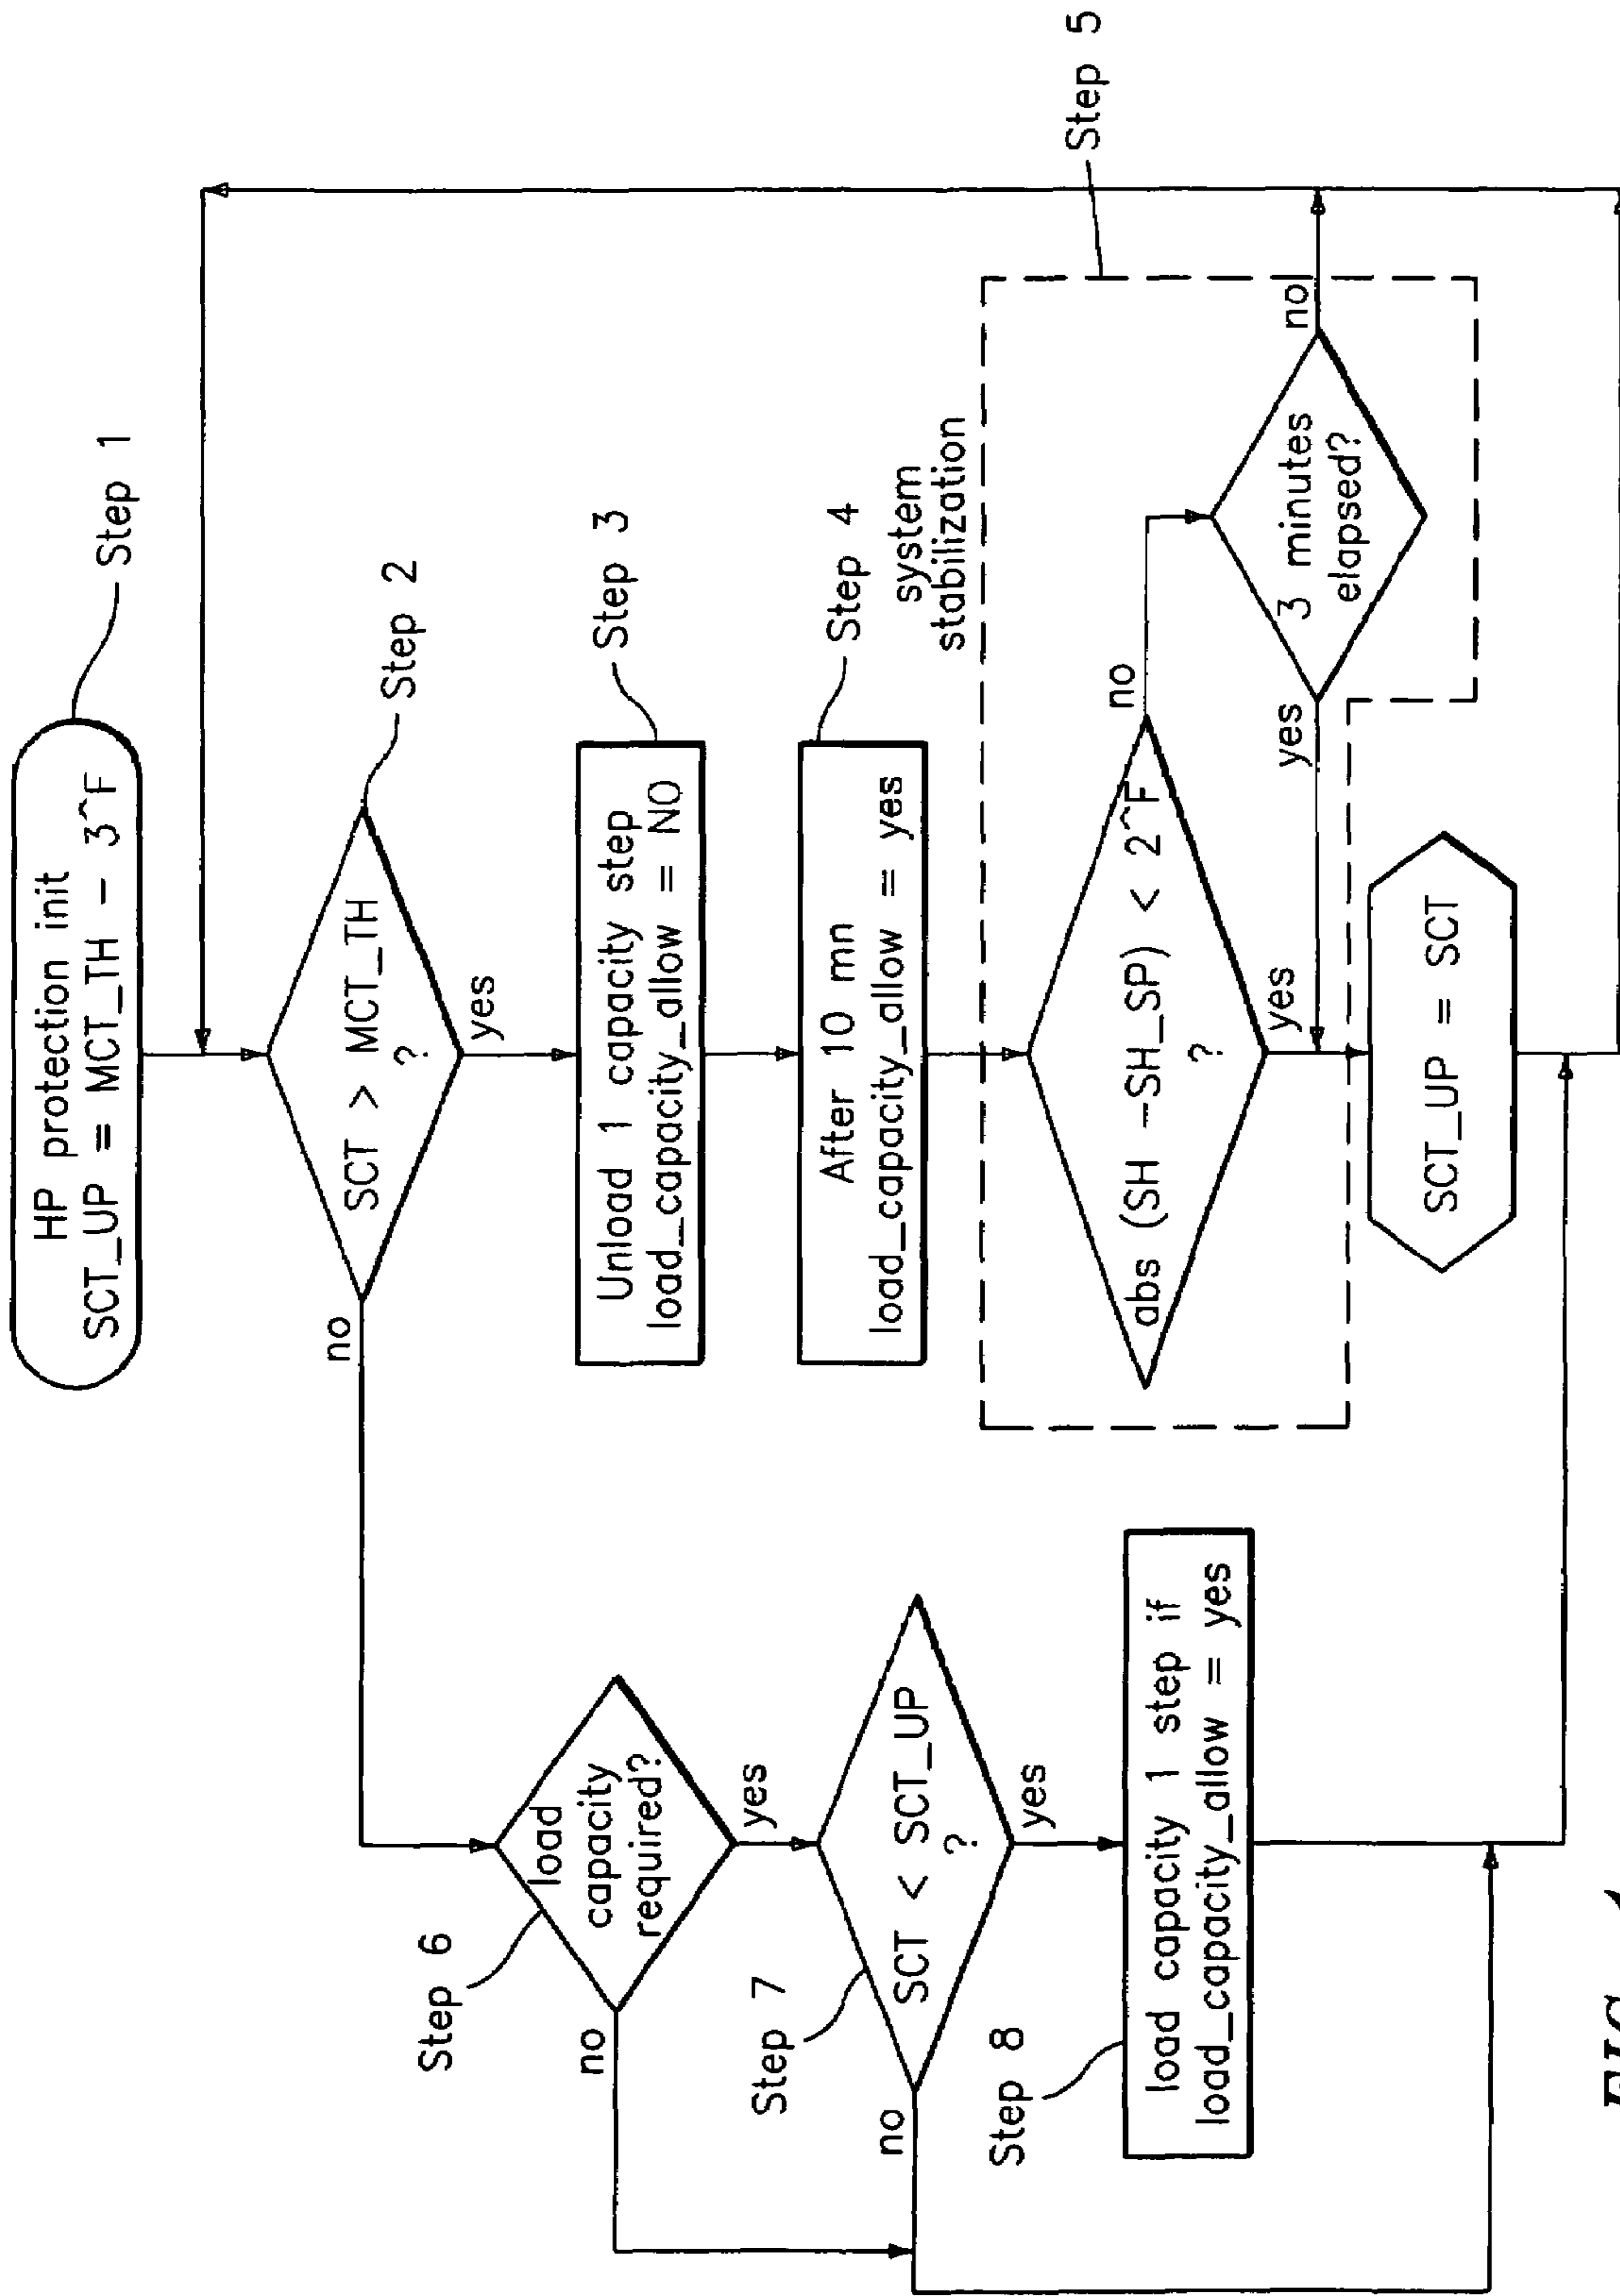 HP protection init
SCT_UP = MCT_TH - 3^F
Step 1
SCT > MCT_TH
?
Step 2
no
yes
Unload 1 capacity step
load_capacity_allow = NO
Step 3
After 10 mn
load_capacity_allow = yes
Step 4
system
stabilization
Step 5
abs (SH -SH_SP) < 2^F
?
no
yes
3 minutes
elapsed?
no
yes
SCT_UP = SCT
Step 6
load
capacity
required?
no
yes
Step 7
SCT < SCT_UP
?
no
yes
Step 8
load capacity 1 step if
load_capacity_allow = yes